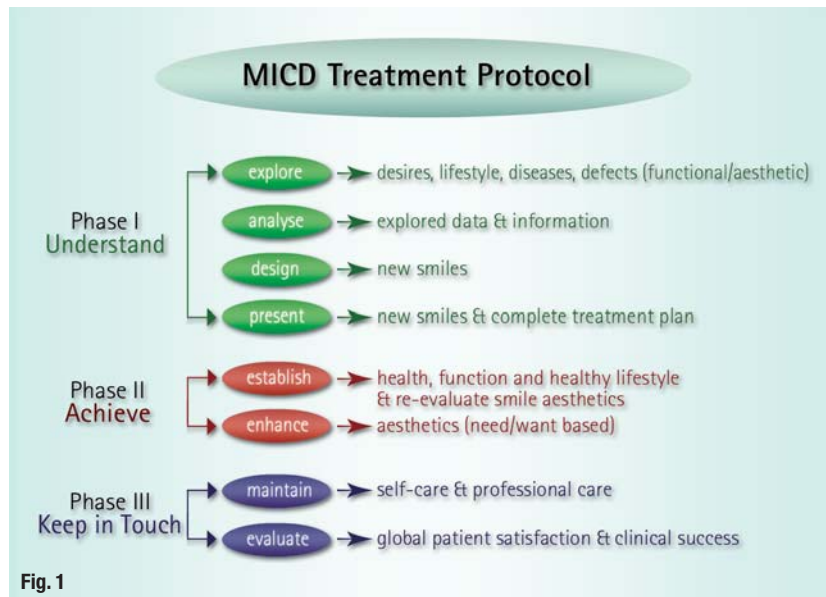 MICD Treatment Protocol
Phase I
Understand
explore
desires, lifestyle, diseases, defects (functional/aesthetic)
analyse
explored data & information
design
new smiles
present
new smiles & complete treatment plan
Phase II
Achieve
establish
health, function and healthy lifestyle
& re-evaluate smile aesthetics
enhance
aesthetics (need/want based)
Phase III
Keep in Touch
maintain
self-care & professional care
evaluate
global patient satisfaction & clinical success
Fig. 1